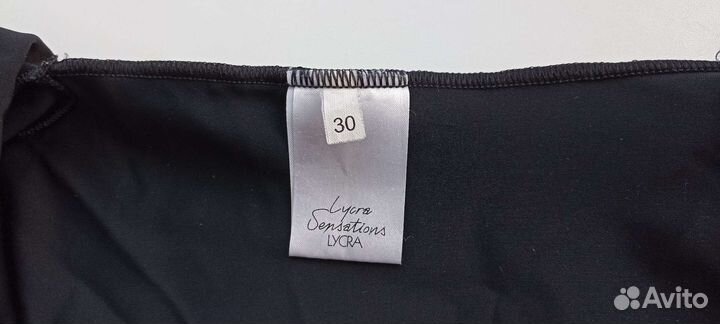 30
Lycra
Sensations
LYCRA
Avito